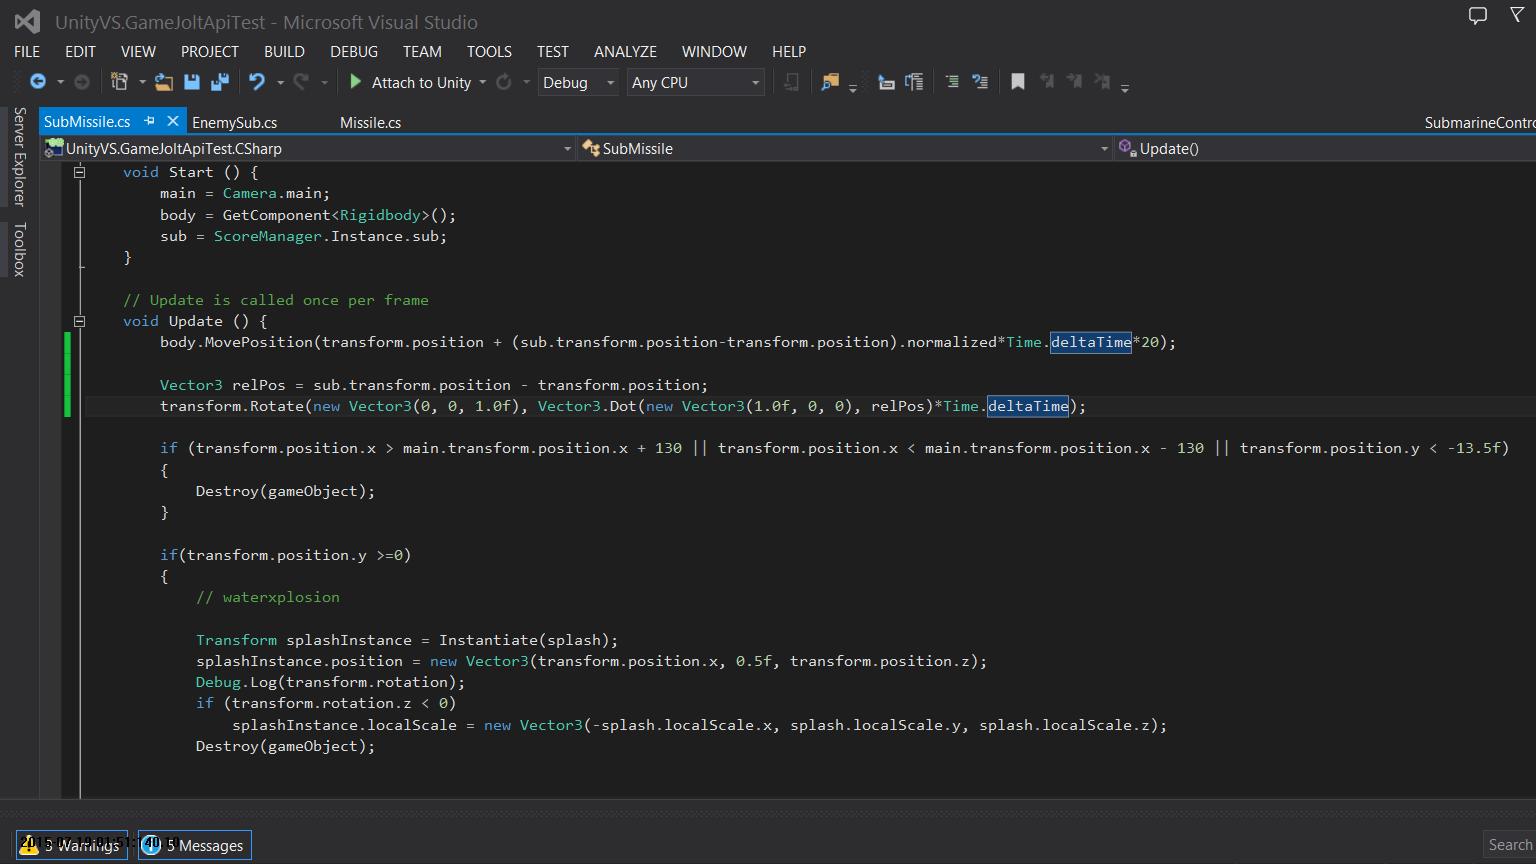 UnityVS.GameJoltApiTest - Microsoft Visual Studio
FILE EDIT VIEW PROJECT BUILD DEBUG TEAM TOOLS TEST ANALYZE WINDOW HELP
Attach to Unity Debug Any CPU
Server Explorer
Toolbox
SubMissile.cs EnemySub.cs Missile.cs SubmarineContro
UnityVS.GameJoltApiTest.CSharp SubMissile Update()
void Start () {
main = Camera.main;
body = GetComponent<Rigidbody>();
sub = ScoreManager.Instance.sub;
}
// Update is called once per frame
void Update () {
body.MovePosition(transform.position + (sub.transform.position-transform.position).normalized*Time.deltaTime*20);
Vector3 relPos = sub.transform.position - transform.position;
transform.Rotate(new Vector3(0, 0, 1.0f), Vector3.Dot(new Vector3(1.0f, 0, 0), relPos)*Time.deltaTime);
if (transform.position.x > main.transform.position.x + 130 || transform.position.x < main.transform.position.x - 130 || transform.position.y < -13.5f)
{
Destroy(gameObject);
}
if(transform.position.y >=0)
{
// waterxplosion
Transform splashInstance = Instantiate(splash);
splashInstance.position = new Vector3(transform.position.x, 0.5f, transform.position.z);
Debug.Log(transform.rotation);
if (transform.rotation.z < 0)
splashInstance.localScale = new Vector3(-splash.localScale.x, splash.localScale.y, splash.localScale.z);
Destroy(gameObject);
5 Messages
Search